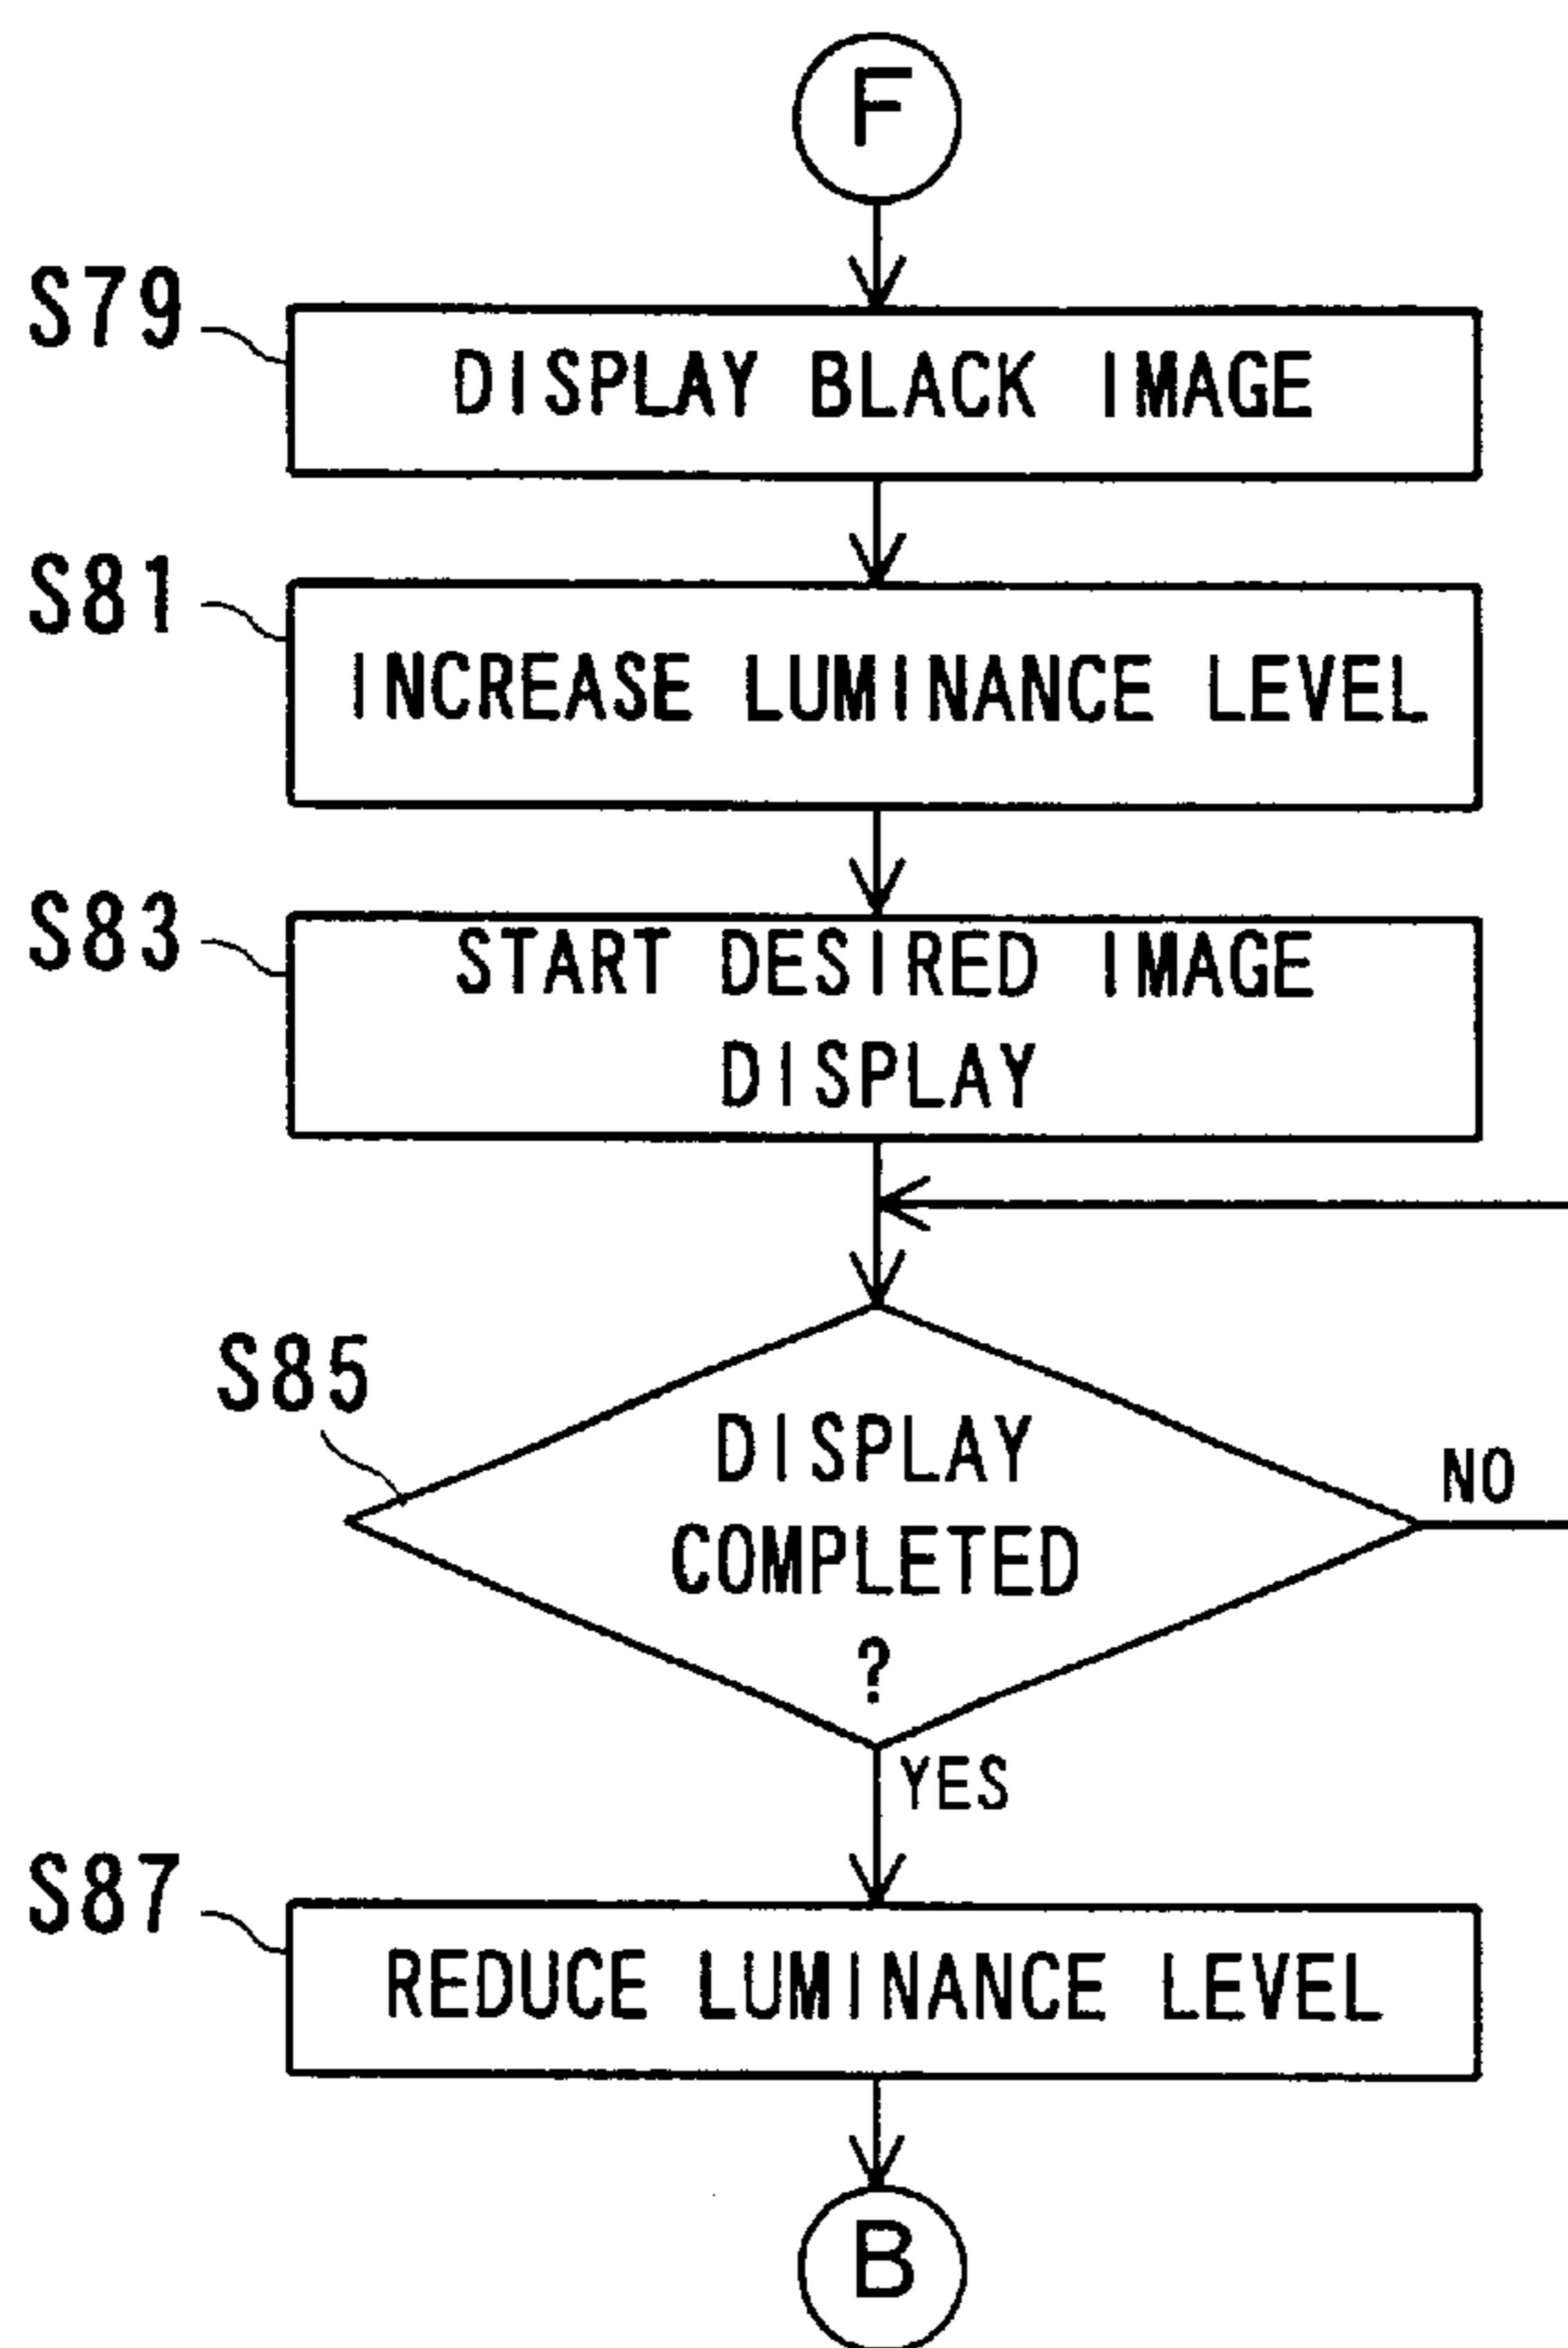 F
S79
DISPLAY BLACK IMAGE
S81
INCREASE LUMINANCE LEVEL
S83
START DESIRED IMAGE
DISPLAY
S85
DISPLAY
COMPLETED
?
NO
YES
S87
REDUCE LUMINANCE LEVEL
B